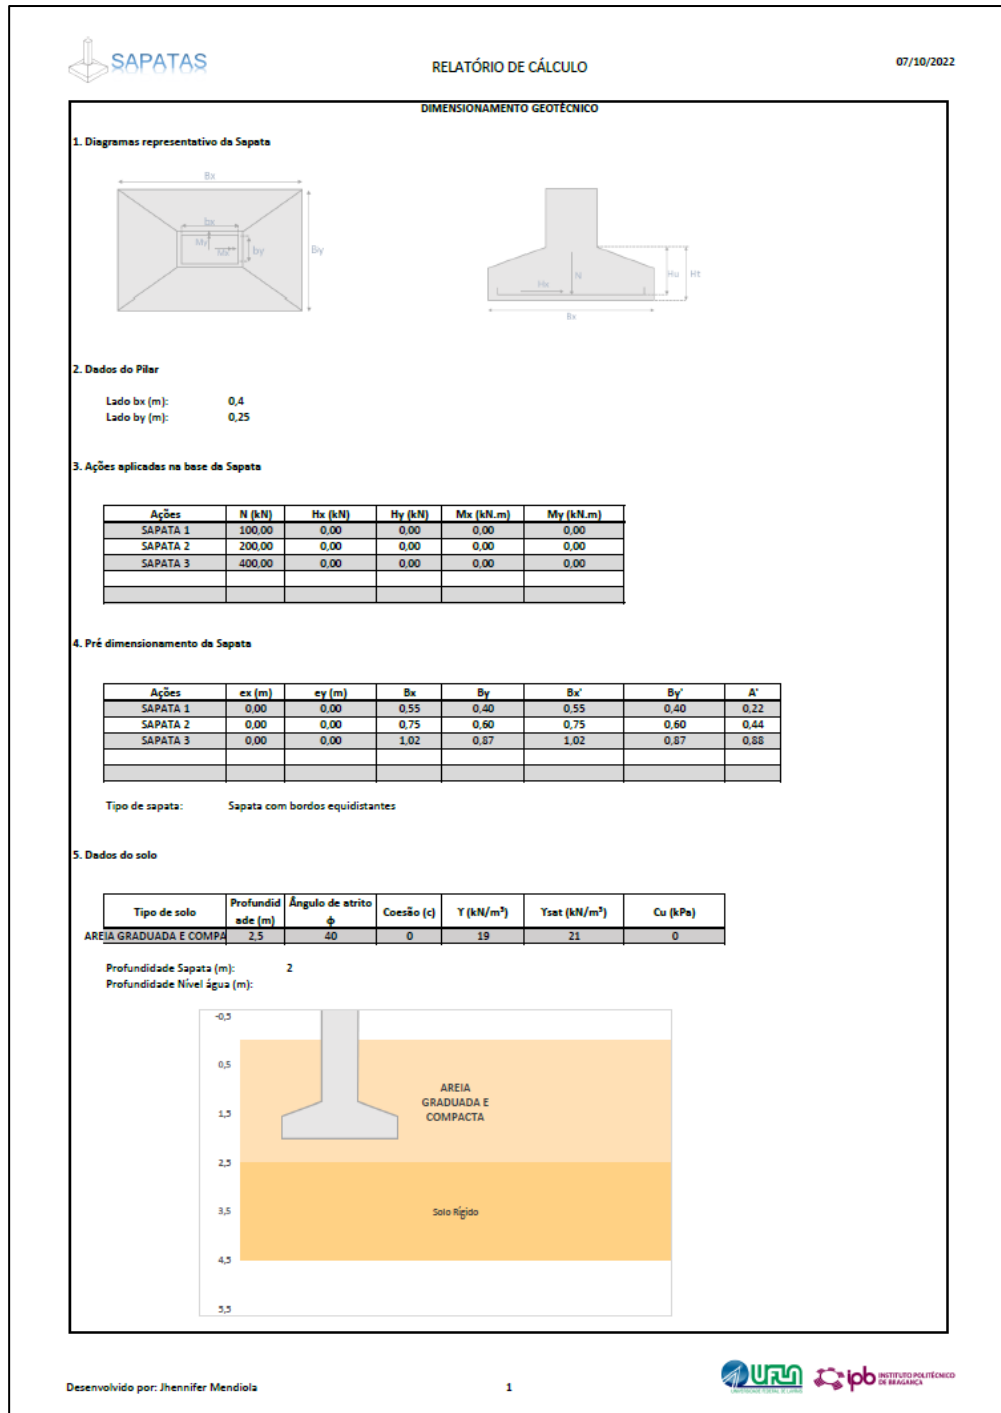 SAPATAS
RELATÓRIO DE CÁLCULO
07/10/2022
DIMENSIONAMENTO GEOTÉCNICO
1. Diagramas representativo da Sapata
Bx
bx
My
Mx
by
Biy
N
Hx
Hu
Ht
Bx
2. Dados do Pilar
Lado bx (m): 0,4
Lado by (m): 0,25
3. Ações aplicadas na base da Sapata
Ações N (kN) Hx (kN) Hy (kN) Mx (kN.m) My (kN.m)
SAPATA 1 100,00 0,00 0,00 0,00 0,00
SAPATA 2 200,00 0,00 0,00 0,00 0,00
SAPATA 3 400,00 0,00 0,00 0,00 0,00
4. Pré dimensionamento da Sapata
Ações ex (m) ey (m) Bx By Bx' By' A'
SAPATA 1 0,00 0,00 0,55 0,40 0,55 0,40 0,22
SAPATA 2 0,00 0,00 0,75 0,60 0,75 0,60 0,44
SAPATA 3 0,00 0,00 1,02 0,87 1,02 0,87 0,88
Tipo de sapata: Sapata com bordos equidistantes
5. Dados do solo
Tipo de solo Profundid ade (m) Ângulo de atrito ϕ Coesão (c) ϒ (kN/m³) ϒsat (kN/m³) Cu (kPa)
AREIA GRADUADA E COMPA 2,5 40 0 19 21 0
Profundidade Sapata (m): 2
Profundidade Nível água (m):
-0,5
0,5
AREIA
GRADUADA E
COMPACTA
1,5
2,5
3,5
Solo Rígido
4,5
5,5
Desenvolvido por: Jhennifer Mendiola
1
UFLA
UNIVERSIDADE FEDERAL DE LAVRAS
ipb INSTITUTO POLITÉCNICO
DE BRAGANÇA